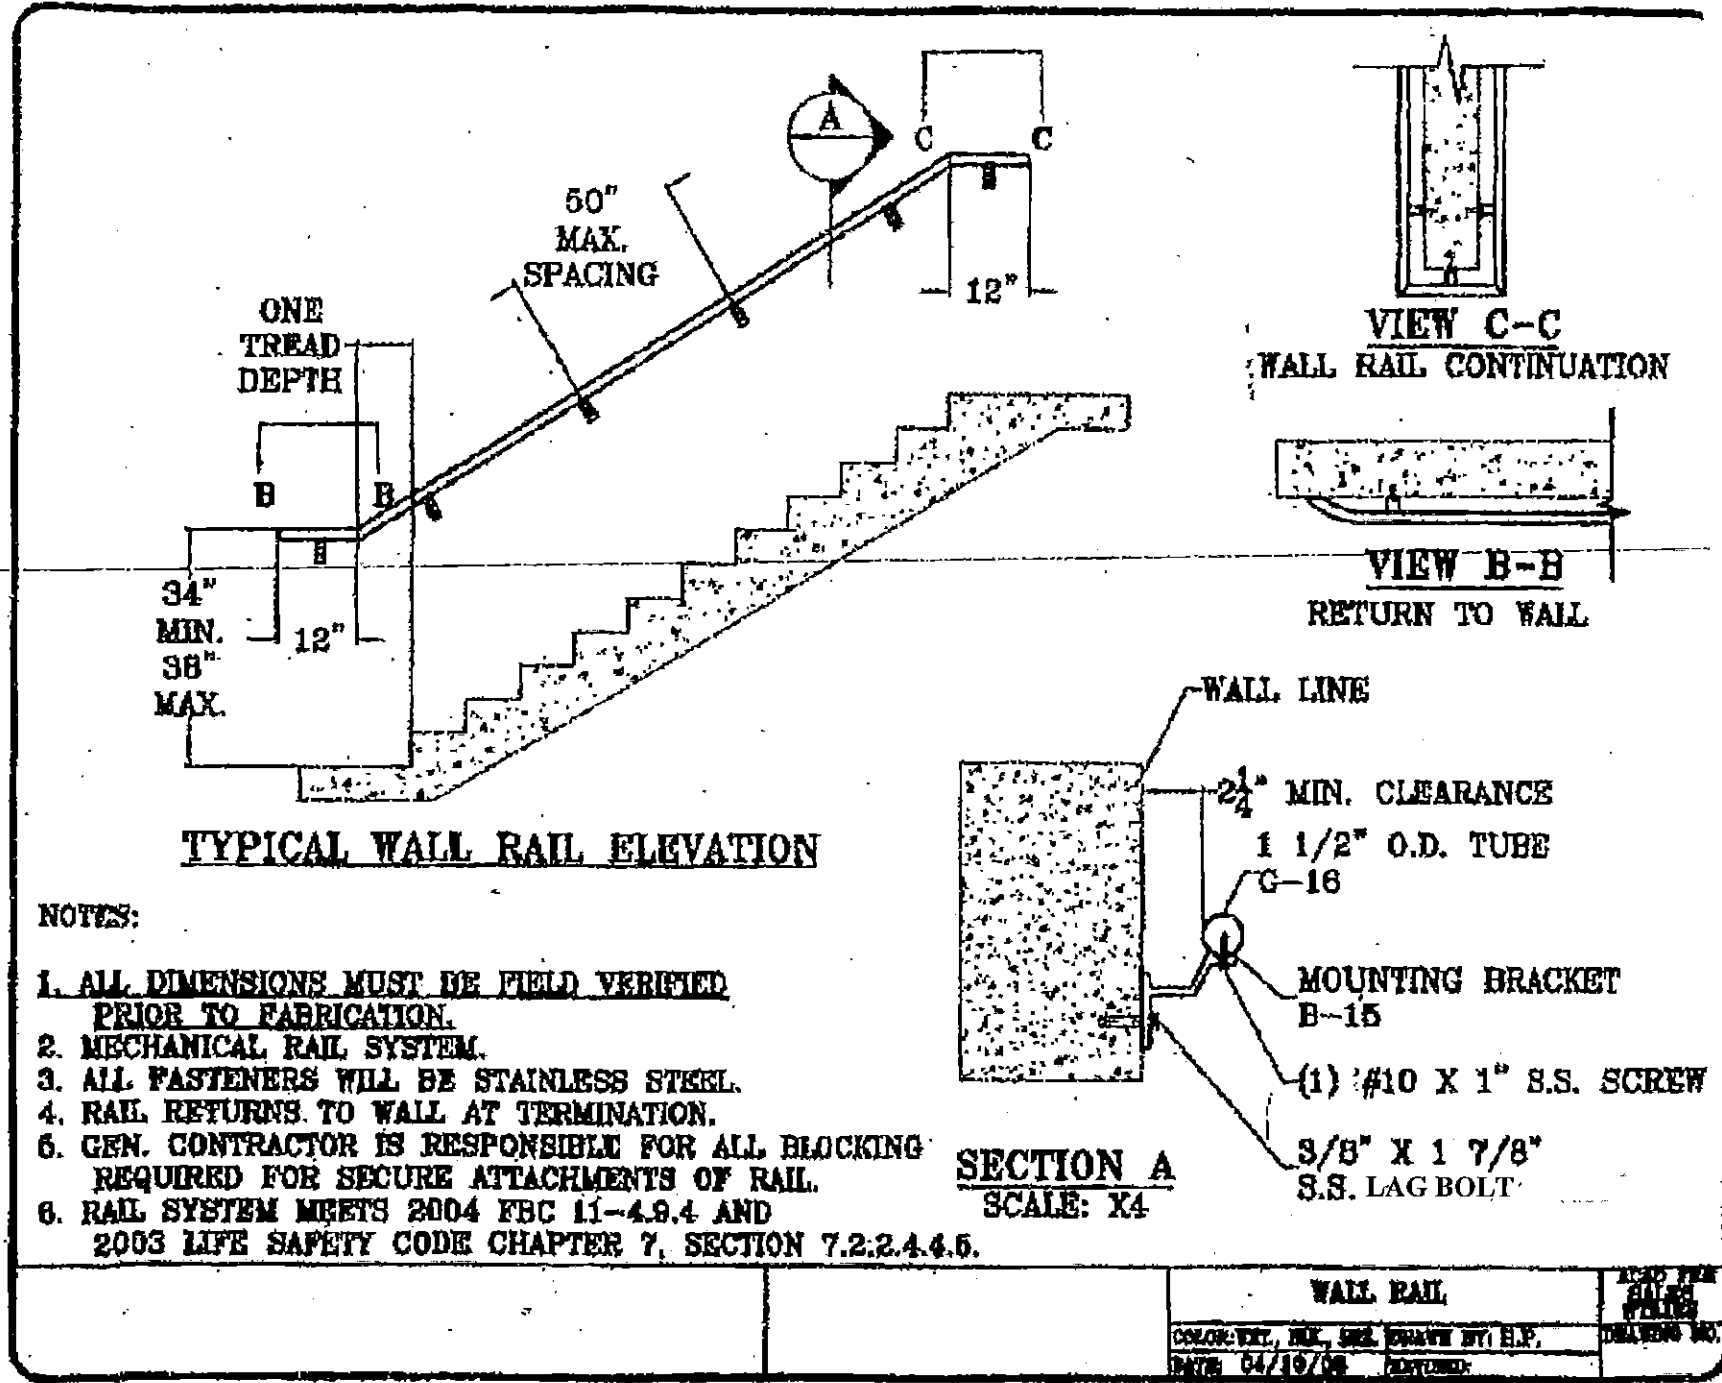 A
C
C
50"
MAX.
SPACING
12"
ONE
TREAD
DEPTH
B
B
34"
MIN.
38"
MAX.
12"
TYPICAL WALL RAIL ELEVATION
VIEW C-C
WALL RAIL CONTINUATION
VIEW B-B
RETURN TO WALL
WALL LINE
2 1/4" MIN. CLEARANCE
1 1/2" O.D. TUBE
G-16
MOUNTING BRACKET
B-15
(1) #10 X 1" S.S. SCREW
3/8" X 1 7/8"
S.S. LAG BOLT
SECTION A
SCALE: X4
NOTES:
1. ALL DIMENSIONS MUST BE FIELD VERIFIED
PRIOR TO FABRICATION.
2. MECHANICAL RAIL SYSTEM.
3. ALL FASTENERS WILL BE STAINLESS STEEL.
4. RAIL RETURNS TO WALL AT TERMINATION.
5. GEN. CONTRACTOR IS RESPONSIBLE FOR ALL BLOCKING
REQUIRED FOR SECURE ATTACHMENTS OF RAIL.
6. RAIL SYSTEM MEETS 2004 FBC 11-4.9.4 AND
2003 LIFE SAFETY CODE CHAPTER 7, SECTION 7.2.2.4.4.5.
WALL RAIL
COLOR: DRAWN BY: H.P.
DATE:
DRAWING NO.